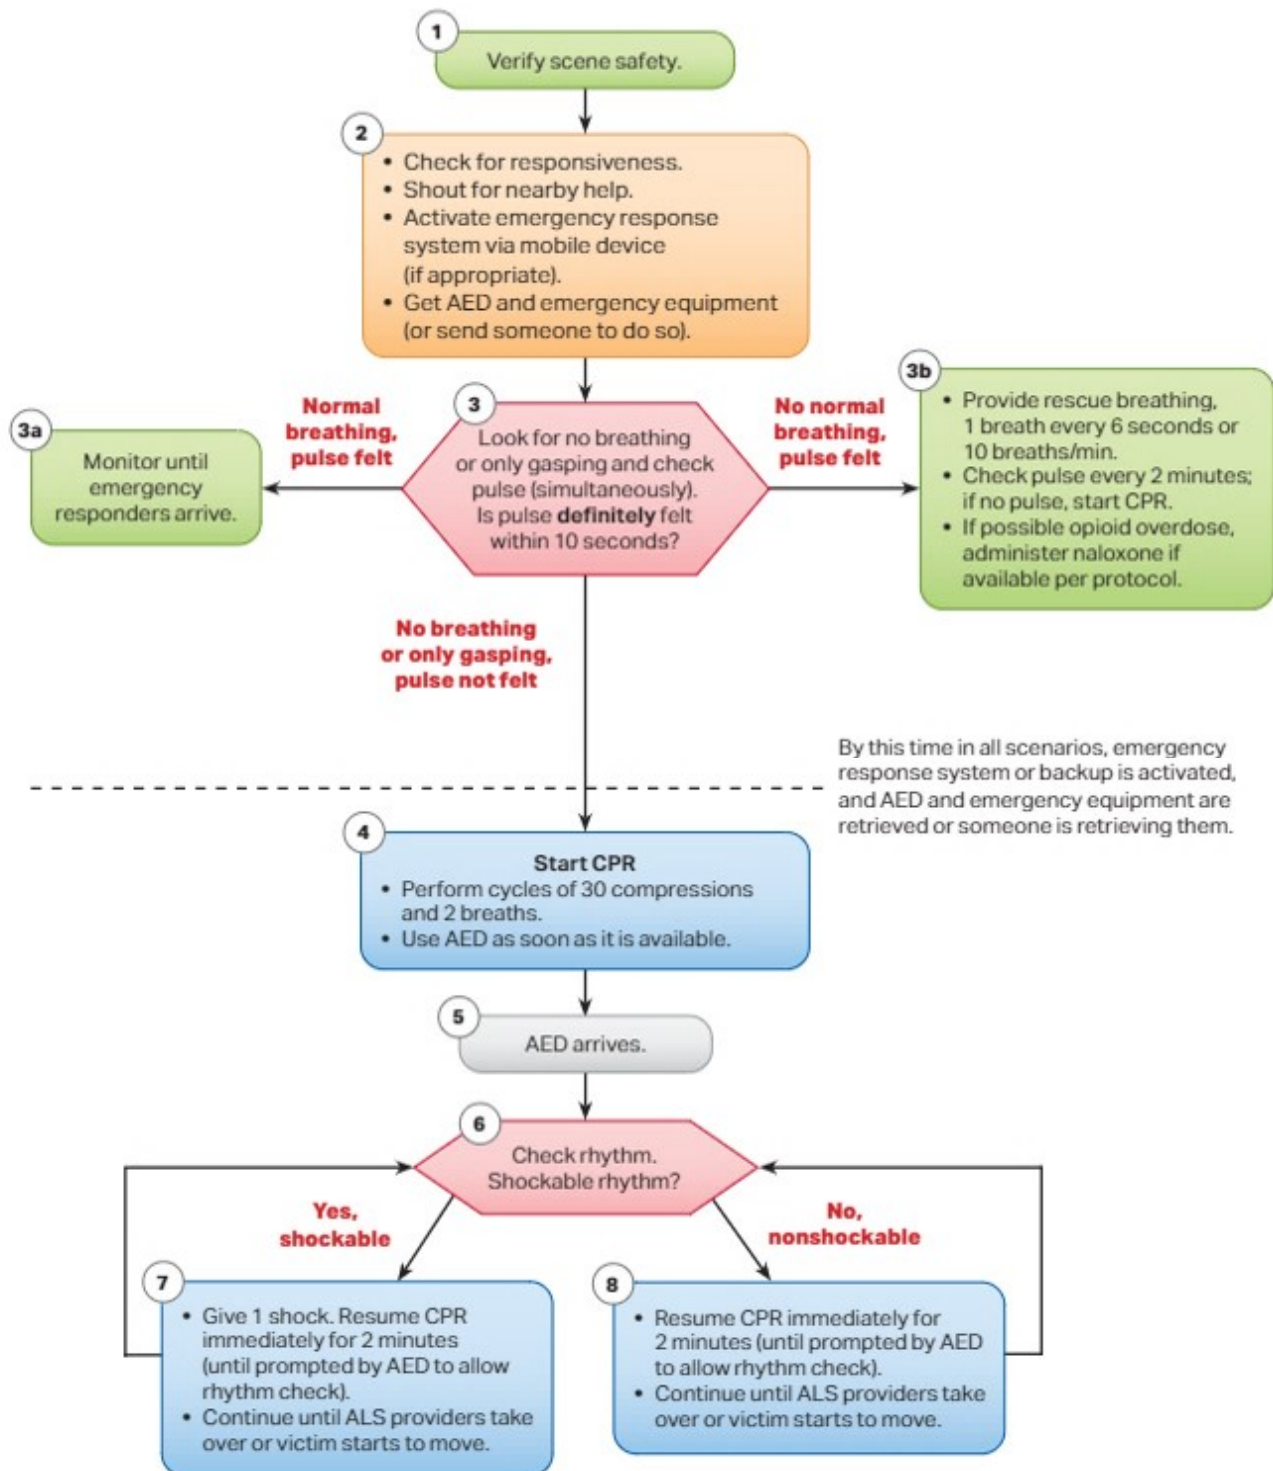 1
Verify scene safety.
2
• Check for responsiveness.
• Shout for nearby help.
• Activate emergency response
system via mobile device
(if appropriate).
• Get AED and emergency equipment
(or send someone to do so).
3a
Monitor until
emergency
responders arrive.
Normal
breathing,
pulse felt
3
Look for no breathing
or only gasping and check
pulse (simultaneously).
Is pulse definitely felt
within 10 seconds?
No normal
breathing,
pulse felt
3b
• Provide rescue breathing,
1 breath every 6 seconds or
10 breaths/min.
• Check pulse every 2 minutes;
if no pulse, start CPR.
• If possible opioid overdose,
administer naloxone if
available per protocol.
No breathing
or only gasping,
pulse not felt
By this time in all scenarios, emergency
response system or backup is activated,
and AED and emergency equipment are
retrieved or someone is retrieving them.
4
Start CPR
• Perform cycles of 30 compressions
and 2 breaths.
• Use AED as soon as it is available.
5
AED arrives.
6
Check rhythm.
Shockable rhythm?
Yes,
shockable
No,
nonshockable
7
• Give 1 shock. Resume CPR
immediately for 2 minutes
(until prompted by AED to allow
rhythm check).
• Continue until ALS providers take
over or victim starts to move.
8
• Resume CPR immediately for
2 minutes (until prompted by AED
to allow rhythm check).
• Continue until ALS providers take
over or victim starts to move.